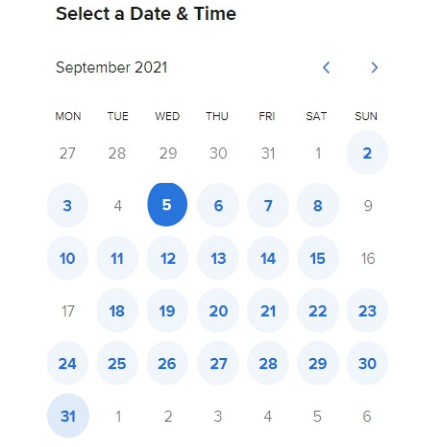 Select a Date & Time
September 2021
MON TUE WED THU FRI SAT SUN
27 28 29 30 31 1 2
3 4 5 6 7 8 9
10 11 12 13 14 15 16
17 18 19 20 21 22 23
24 25 26 27 28 29 30
31 1 2 3 4 5 6